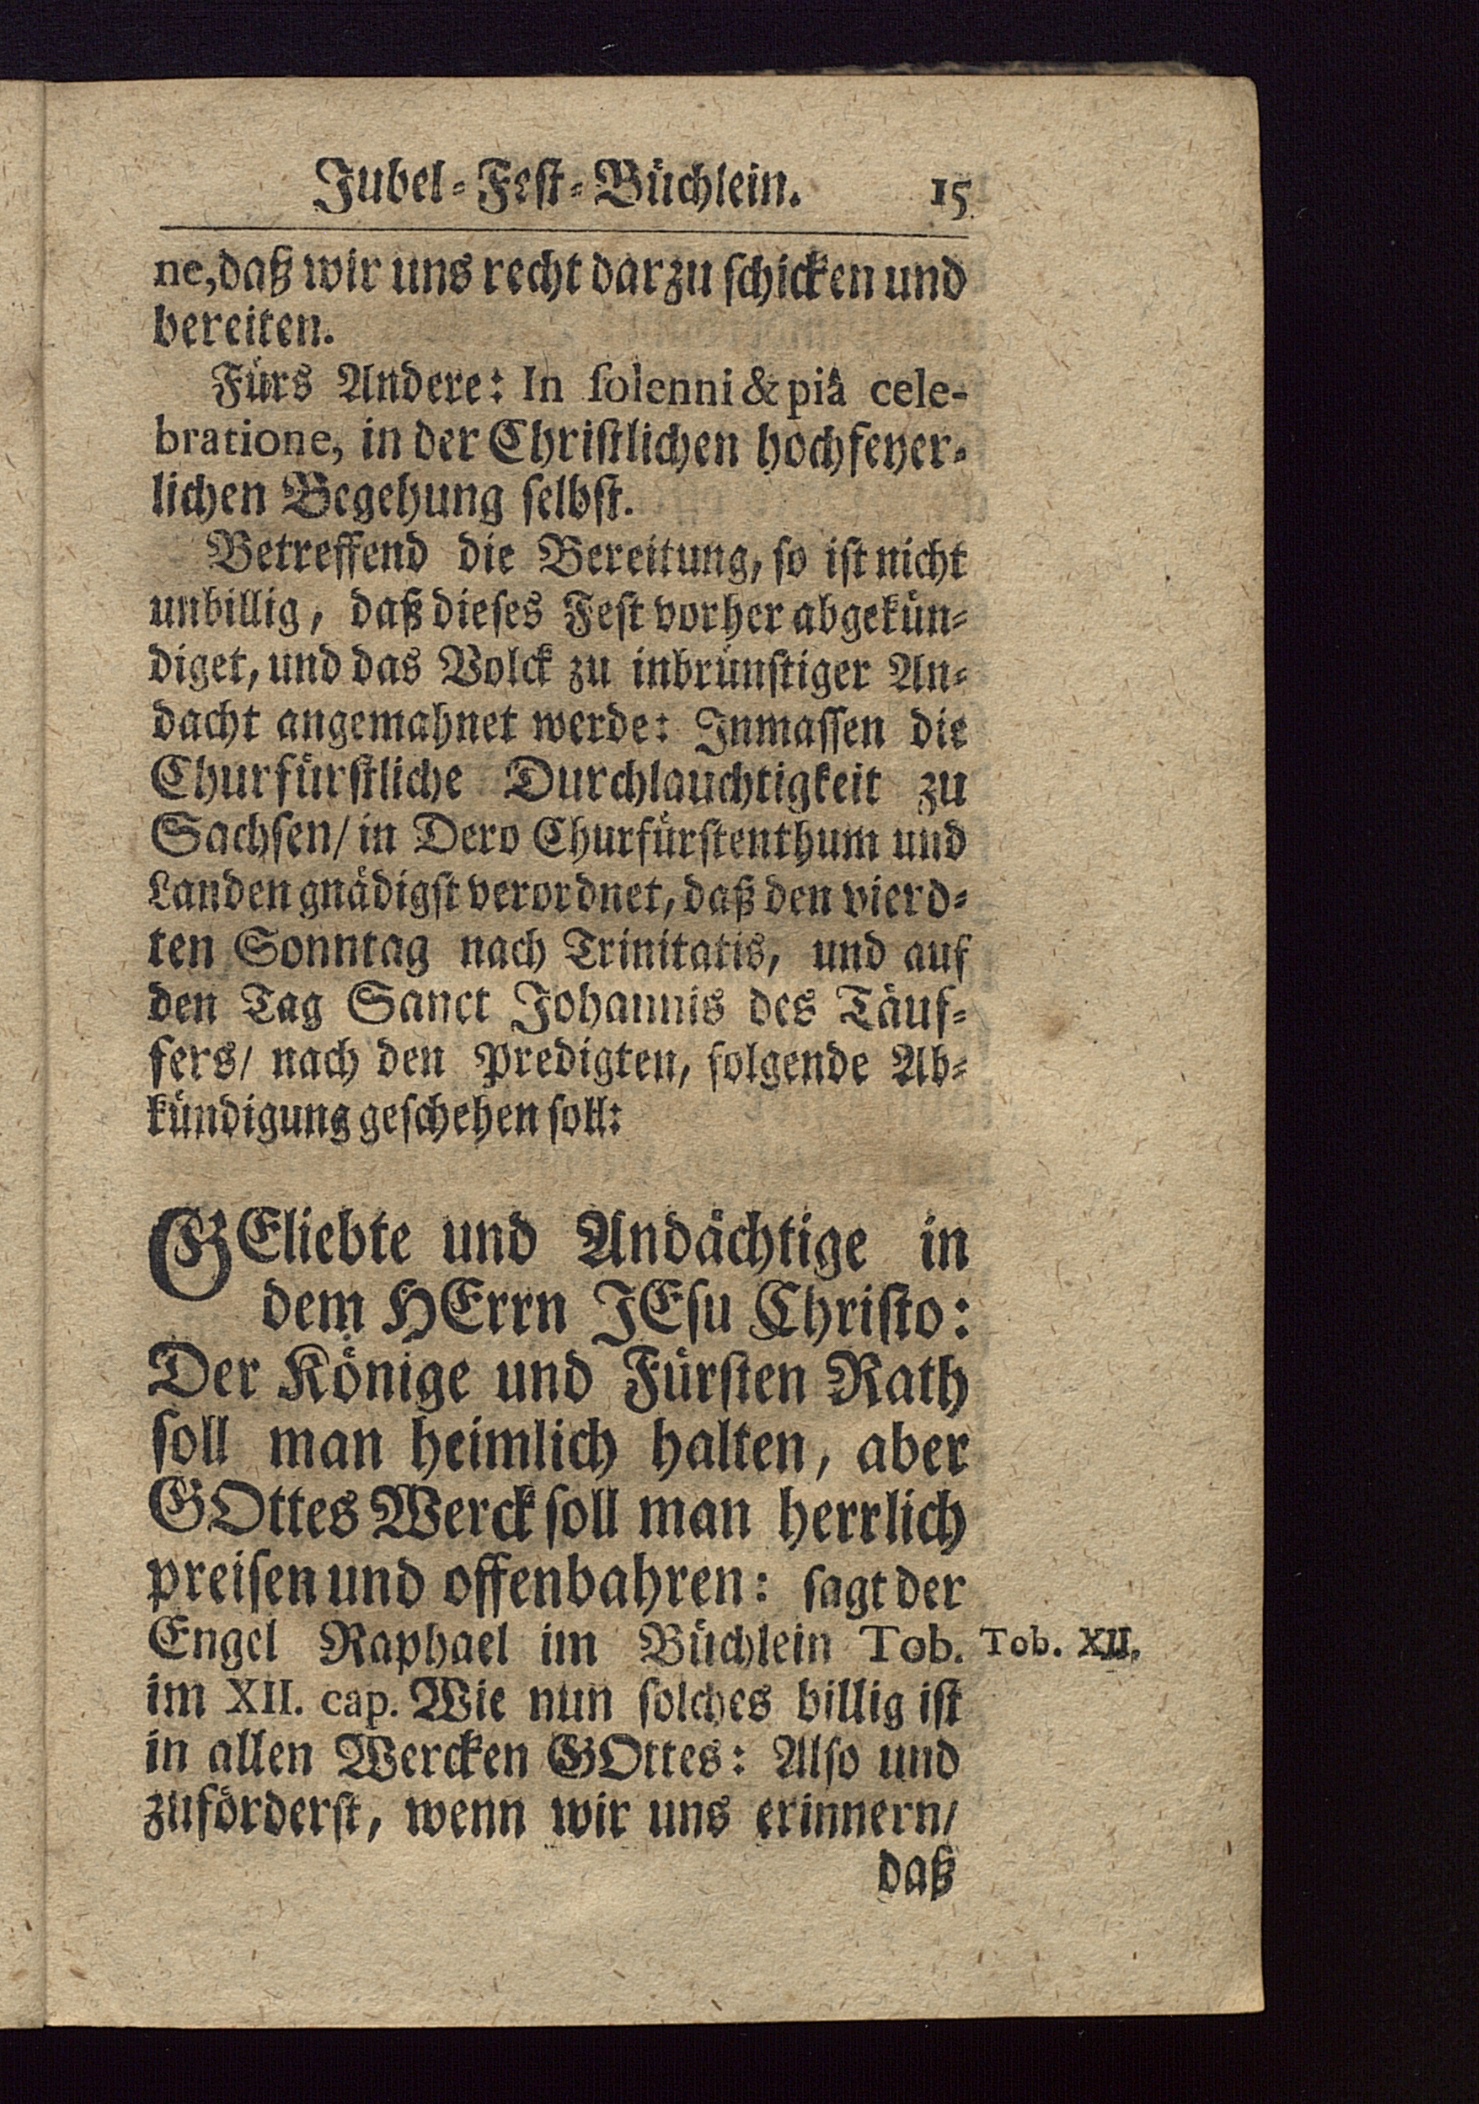 Jubel-Fest-Büchlein. 15
ne, daß wir uns recht darzu schicken und
bereiten.
Fürs Andere: In solenni & piâ cele-
bratione, in der Christlichen hochfeyer-
lichen Begehung selbst.
Betreffend die Bereitung, so ist nicht
unbillig, daß dieses Fest vorher abgekün-
diget, und das Volck zu inbrünstiger An-
dacht angemahnet werde: Inmassen die
Churfürstliche Durchlauchtigkeit zu
Sachsen/ in Dero Churfürstenthum und
Landen gnädigst verordnet, daß den vierd-
ten Sonntag nach Trinitatis, und auf
den Tag Sanct Johannis des Täuf-
fers/ nach den Predigten, folgende Ab-
kündigung geschehen soll:
GEliebte und Andächtige in
dem HErrn JEsu Christo:
Der Könige und Fürsten Rath
soll man heimlich halten, aber
GOttes Werck soll man herrlich
preisen und offenbahren: sagt der
Engel Raphael im Büchlein Tob. Tob. XII.
im XII. cap. Wie nun solches billig ist
in allen Wercken GOttes: Also und
zuförderst, wenn wir uns erinnern/
daß